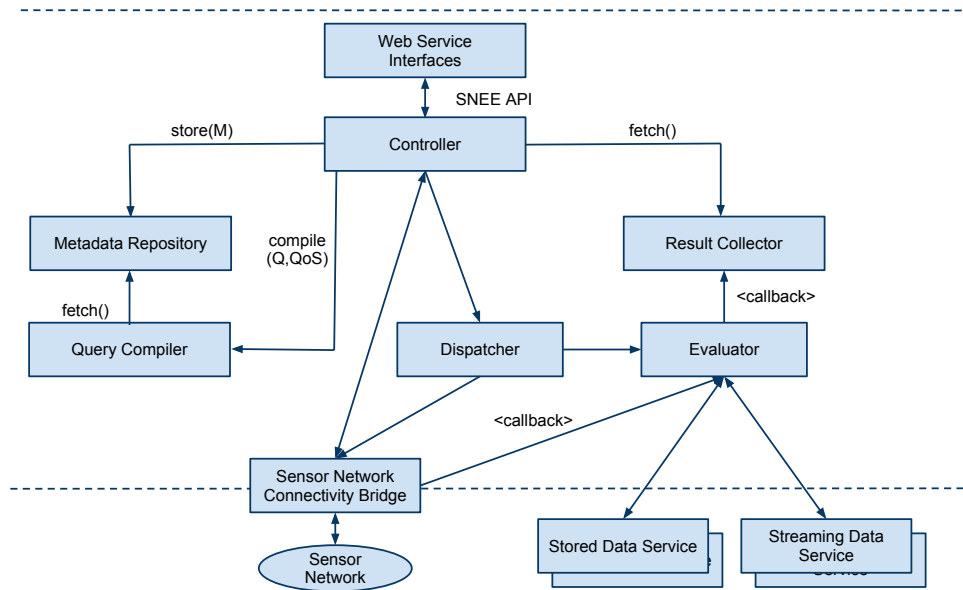 Web Service
Interfaces
SNEE API
store(M)
Controller
fetch()
Metadata Repository
compile
(Q,QoS)
Result Collector
fetch()
<callback>
Query Compiler
Dispatcher
Evaluator
<callback>
Sensor Network
Connectivity Bridge
Stored Data Service
Streaming Data
Service
Sensor
Network